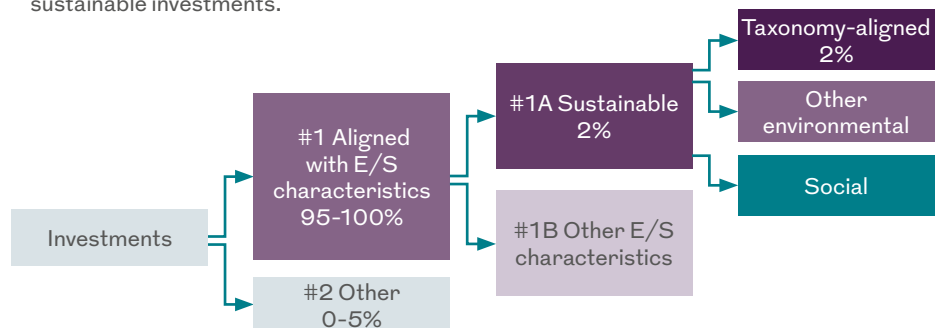 sustainable investments.
Taxonomy-aligned
2%
#1A Sustainable
2%
Other
environmental
#1 Aligned
with E/S
characteristics
95-100%
Social
Investments
#1B Other E/S
characteristics
#2 Other
0-5%